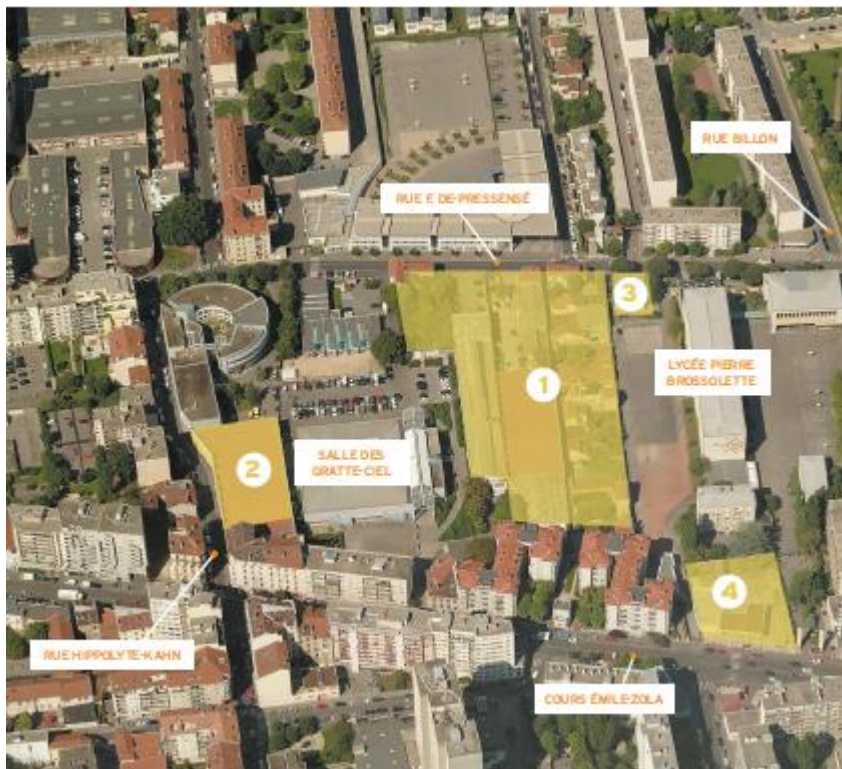 RUE BILLON
RUE F. DE-PRESSENSÉ
3
LYCÉE PIERRE
BROSSOLETTE
1
SALLE DES
GRATTE-CIEL
2
4
RUE HIPPOLYTE-KAHN
COURS ÉMILE-ZOLA